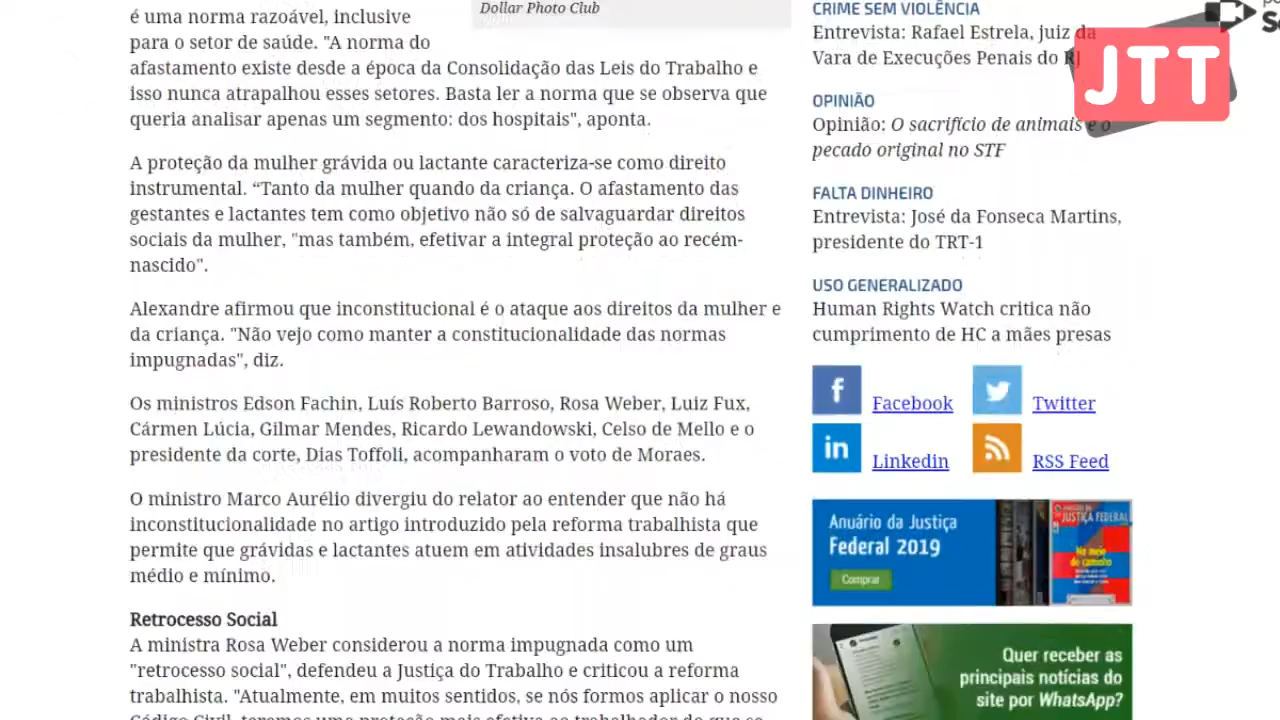 é uma norma razoável, inclusive
para o setor de saúde. "A norma do
afastamento existe desde a época da Consolidação das Leis do Trabalho e
isso nunca atrapalhou esses setores. Basta ler a norma que se observa que
queria analisar apenas um segmento: dos hospitais", aponta.
A proteção da mulher grávida ou lactante caracteriza-se como direito
instrumental. “Tanto da mulher quando da criança. O afastamento das
gestantes e lactantes tem como objetivo não só de salvaguardar direitos
sociais da mulher, "mas também, efetivar a integral proteção ao recém-
nascido".
Alexandre afirmou que inconstitucional é o ataque aos direitos da mulher e
da criança. "Não vejo como manter a constitucionalidade das normas
impugnadas", diz.
Os ministros Edson Fachin, Luís Roberto Barroso, Rosa Weber, Luiz Fux,
Cármen Lúcia, Gilmar Mendes, Ricardo Lewandowski, Celso de Mello e o
presidente da corte, Dias Toffoli, acompanharam o voto de Moraes.
O ministro Marco Aurélio divergiu do relator ao entender que não há
inconstitucionalidade no artigo introduzido pela reforma trabalhista que
permite que grávidas e lactantes atuem em atividades insalubres de graus
médio e mínimo.
Retrocesso Social
A ministra Rosa Weber considerou a norma impugnada como um
"retrocesso social", defendeu a Justiça do Trabalho e criticou a reforma
trabalhista. "Atualmente, em muitos sentidos, se nós formos aplicar o nosso
Código Civil, teremos uma proteção mais efetiva ao trabalhador do que se
Dollar Photo Club
CRIME SEM VIOLÊNCIA
Entrevista: Rafael Estrela, juiz da
Vara de Execuções Penais do RJ
JTT
OPINIÃO
Opinião: O sacrifício de animais e o
pecado original no STF
FALTA DINHEIRO
Entrevista: José da Fonseca Martins,
presidente do TRT-1
USO GENERALIZADO
Human Rights Watch critica não
cumprimento de HC a mães presas
Facebook
Twitter
Linkedin
RSS Feed
Anuário da Justiça
Federal 2019
Comprar
JUSTIÇA FEDERAL
No meio
do caminho
Quer receber as
principais notícias do
site por WhatsApp?